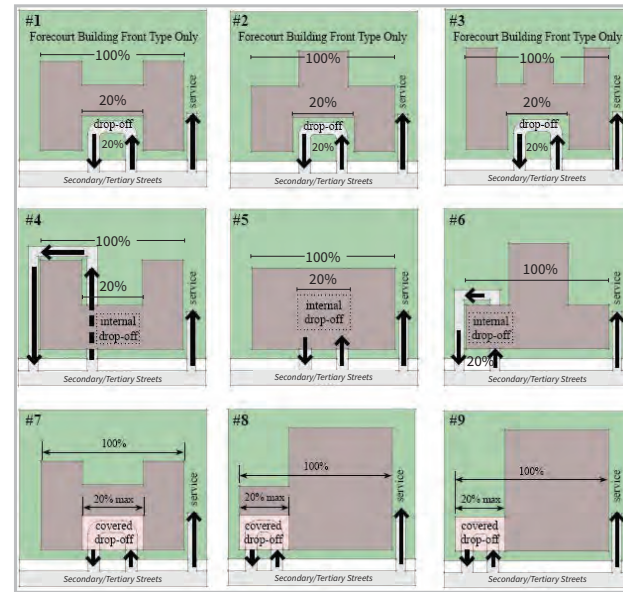 #1
Forecourt Building Front Type Only
100%
20%
drop-off
20%
service
Secondary/Tertiary Streets
#2
Forecourt Building Front Type Only
100%
20%
drop-off
20%
service
Secondary/Tertiary Streets
#3
Forecourt Building Front Type Only
100%
20%
drop-off
20%
service
Secondary/Tertiary Streets
#4
100%
20%
internal
drop-off
service
Secondary/Tertiary Streets
#5
100%
20%
internal
drop-off
service
Secondary/Tertiary Streets
#6
100%
internal
drop-off
20%
service
Secondary/Tertiary Streets
#7
100%
20% max
covered
drop-off
service
Secondary/Tertiary Streets
#8
100%
20% max
covered
drop-off
service
Secondary/Tertiary Streets
#9
100%
20% max
covered
drop-off
service
Secondary/Tertiary Streets